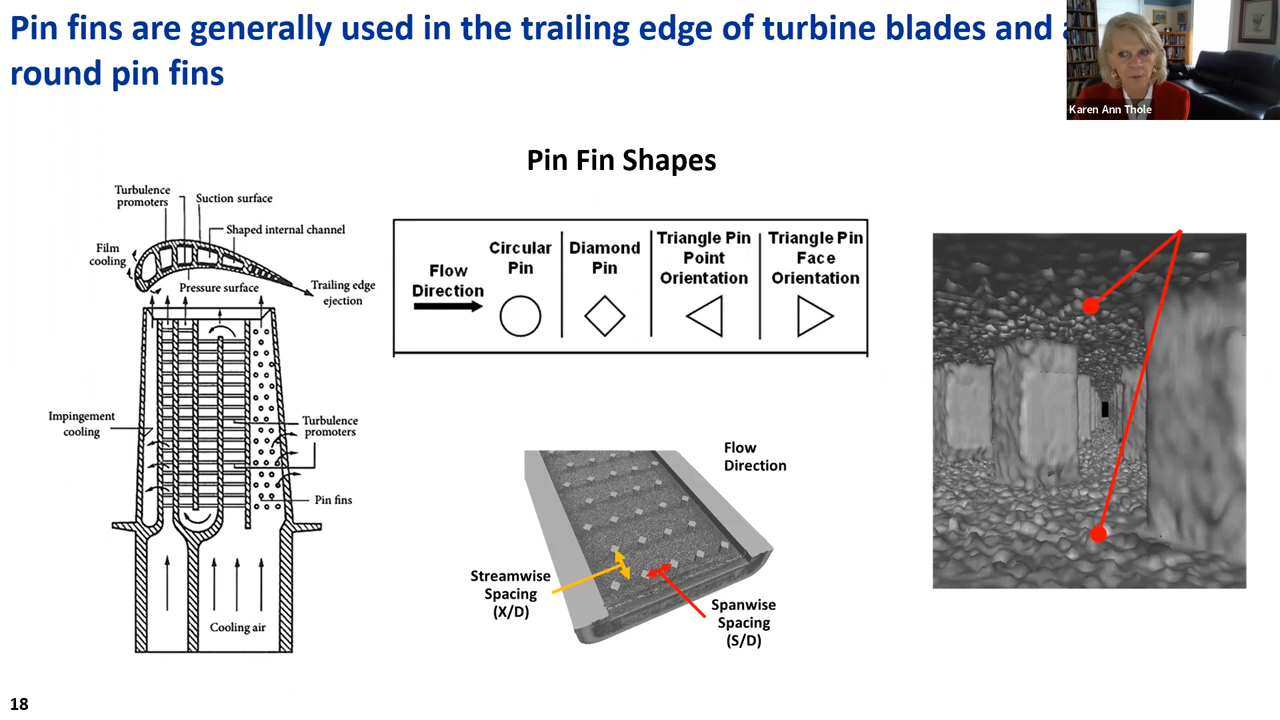 Pin fins are generally used in the trailing edge of turbine blades and
round pin fins
Karen Ann Thole
Pin Fin Shapes
Turbulence
promoters
Suction surface
Shaped internal channel
Film
cooling
Pressure surface
Trailing edge
ejection
Impingement
cooling
Turbulence
promoters
Pin fins
Cooling air
Flow
Direction
Circular
Pin
Diamond
Pin
Triangle Pin
Point
Orientation
Triangle Pin
Face
Orientation
Flow
Direction
Streamwise
Spacing
(X/D)
Spanwise
Spacing
(S/D)
18